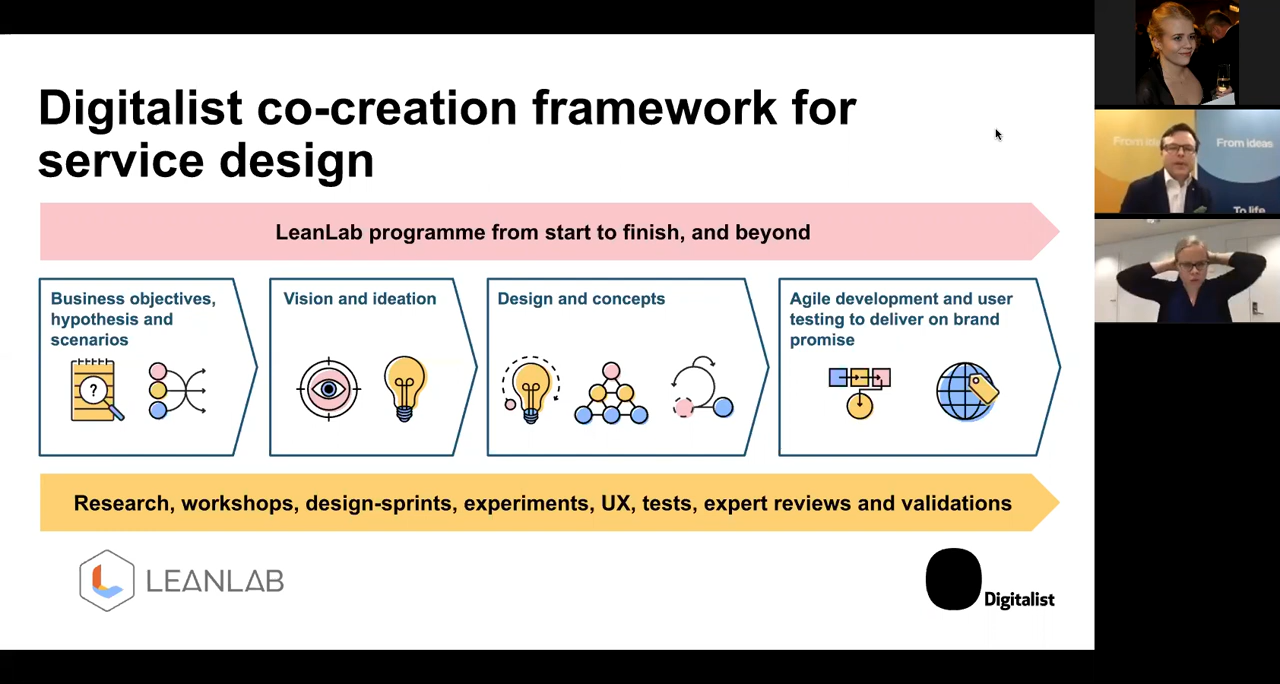 Digitalist co-creation framework for
service design
LeanLab programme from start to finish, and beyond
Business objectives,
hypothesis and
scenarios
?
Vision and ideation
Design and concepts
Agile development and user
testing to deliver on brand
promise
Research, workshops, design-sprints, experiments, UX, tests, expert reviews and validations
LEANLAB
Digitalist
From ideas
To life